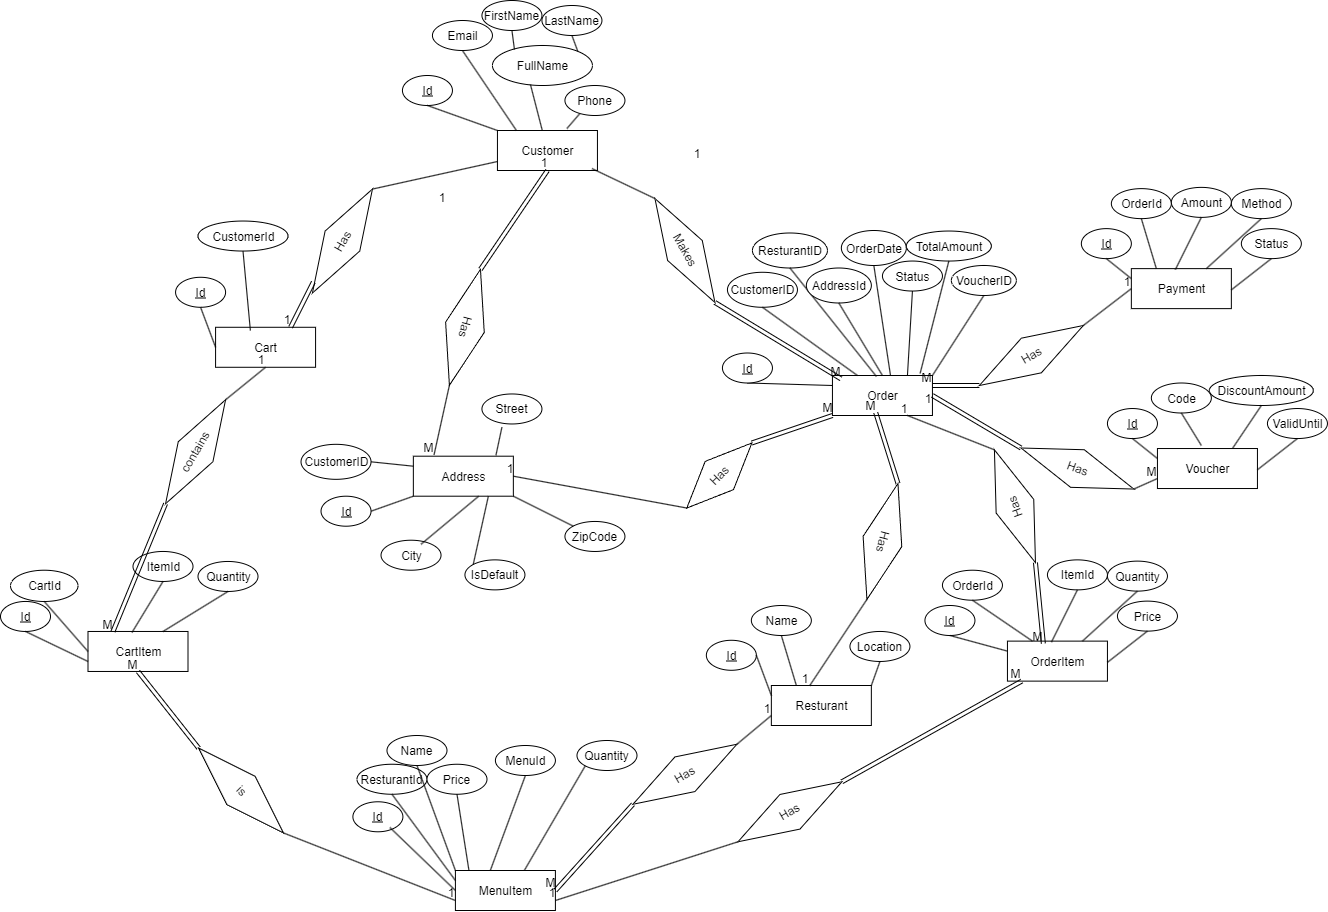 FirstName
LastName
Email
FullName
Id
Phone
Customer
1
1
1
Has
Makes
CustomerId
Id
1
Cart
1
Has
contains
OrderId
Amount
Method
Id
Status
1
Payment
Has
ResturantID
OrderDate
TotalAmount
CustomerID
AddressId
Status
VoucherID
Id
M
M
Order
M
M
1
1
Has
Code
DiscountAmount
Id
ValidUntil
M
Voucher
Street
M
CustomerID
Address
1
Id
City
IsDefault
ZipCode
Has
Has
Has
ItemId
CartId
Quantity
Id
M
CartItem
M
is
OrderId
ItemId
Quantity
Id
Price
M
OrderItem
M
Name
Id
Location
1
1
Resturant
Has
Has
Name
MenuId
Quantity
ResturantId
Price
Id
1
MenuItem
M
1